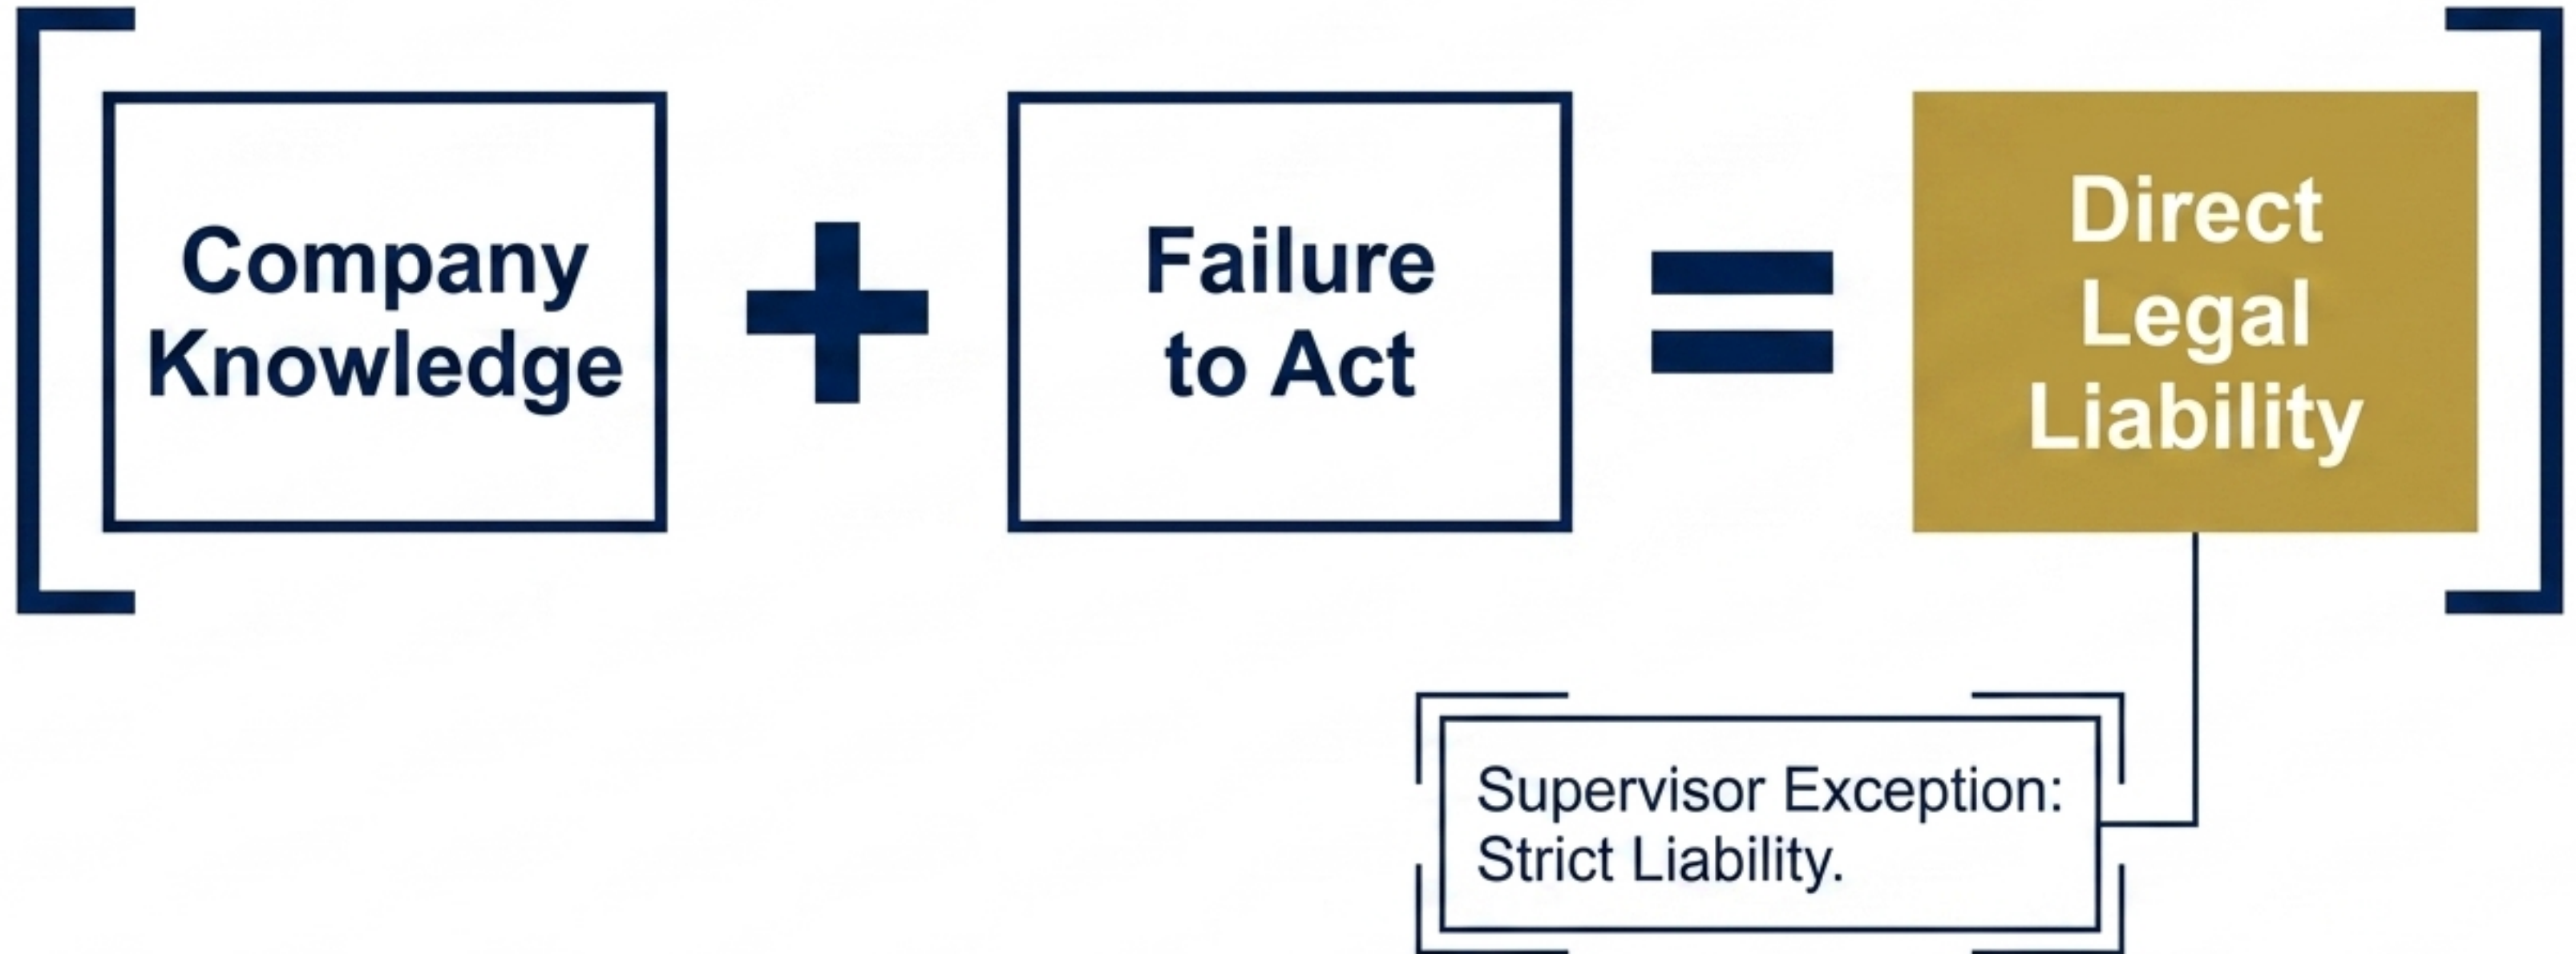 Company
Knowledge
Failure
to Act
Direct
Legal
Liability
Supervisor Exception:
Strict Liability.